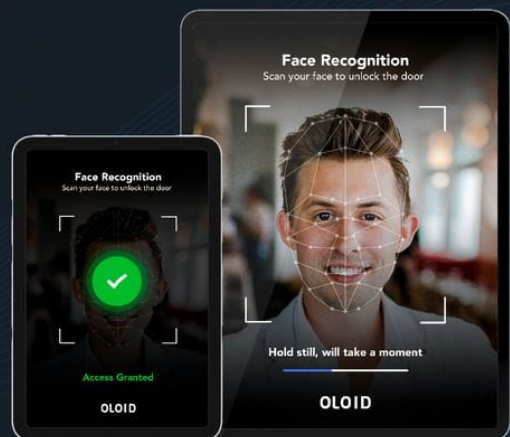 Face Recognition
Scan your face to unlock the door
Hold still, will take a moment
OLOID
Face Recognition
Scan your face to unlock the door
Access Granted
OLOID